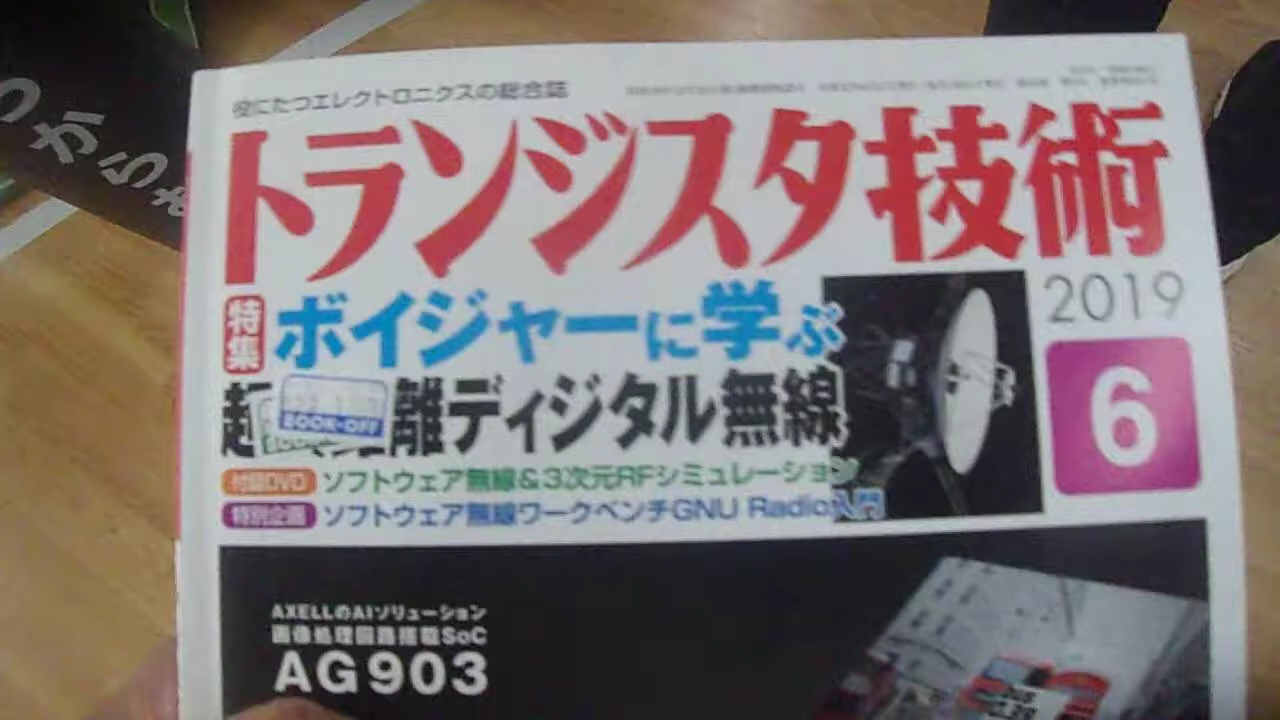 つからも
役にたつエレクトロニクスの総合誌
トランジスタ技術
2019
6
特集
ボイジャーに学ぶ
超 離ディジタル無線
BOOK-OFF
付録DVD ソフトウェア無線&3次元RFシミュレーション
特別企画 ソフトウェア無線ワークベンチGNU Radio入門
AXELLのAIソリューション
画像処理回路搭載SoC
AG903